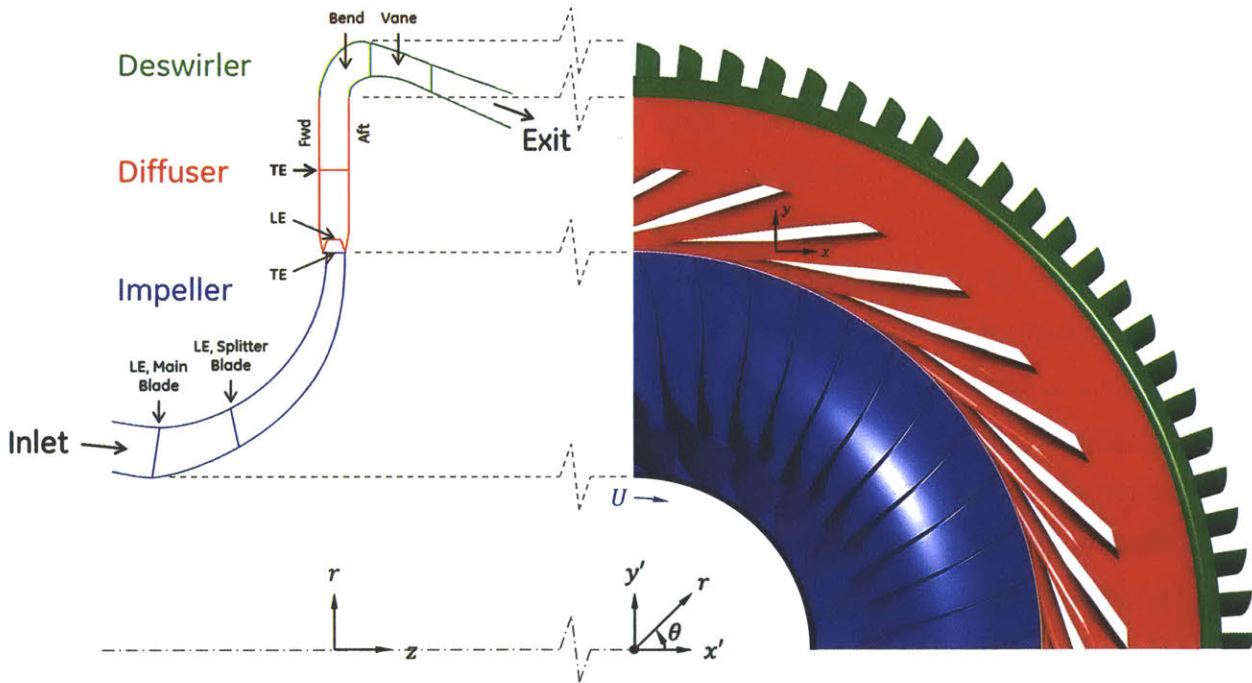 Bend
Vane
Deswirler
Fwd
Aft
Exit
Diffuser
TE
LE
TE
Impeller
LE, Splitter
Blade
LE, Main
Blade
Inlet
y
x
U
r
z
y'
r
θ
x'